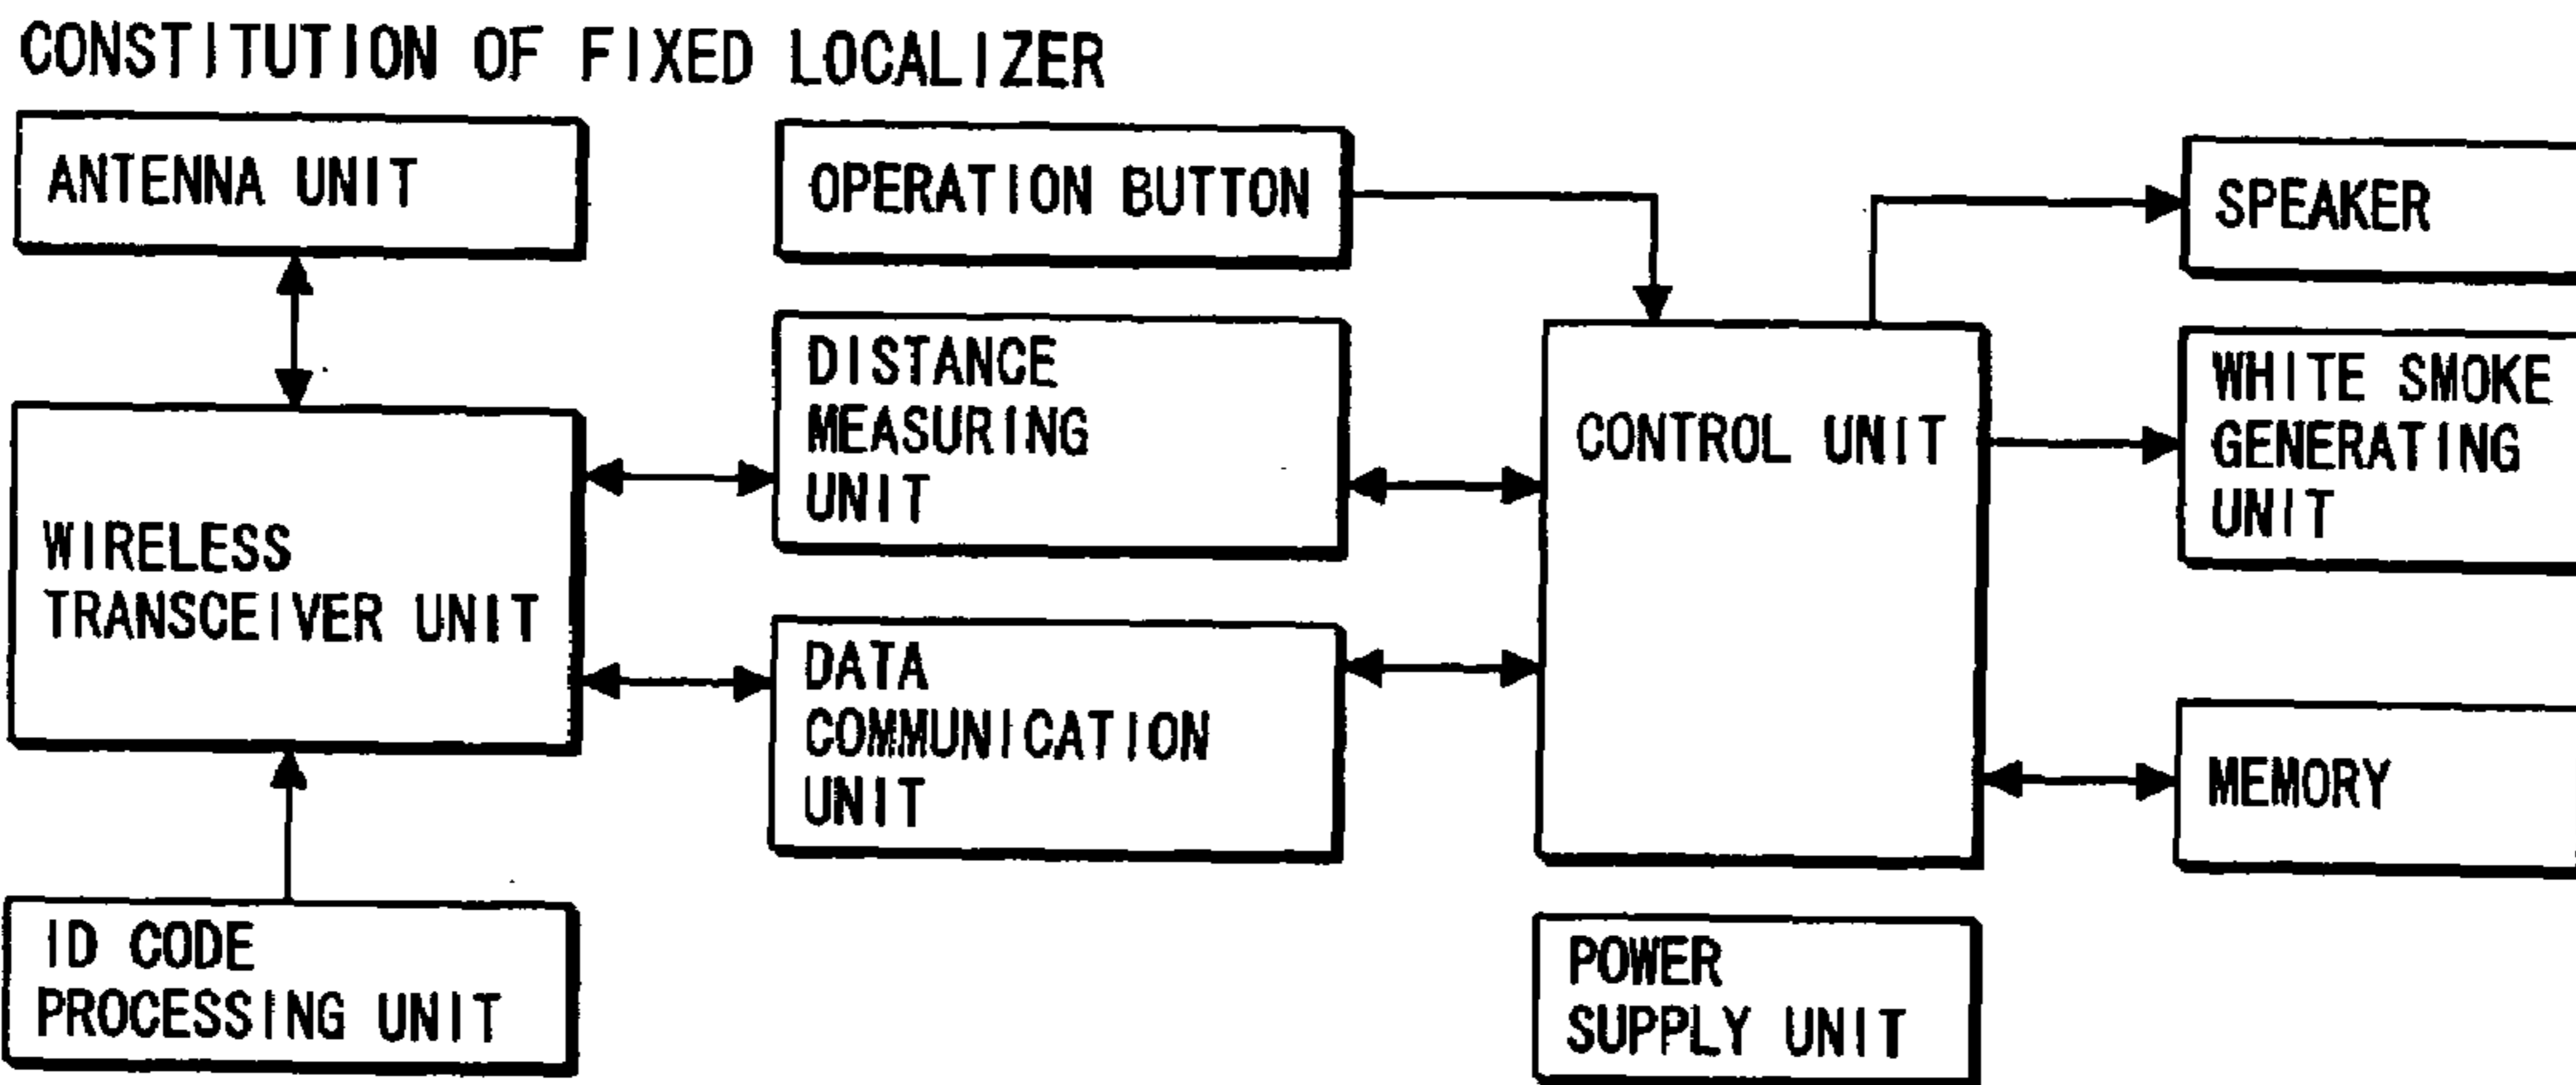 CONSTITUTION OF FIXED LOCALIZER
ANTENNA UNIT
OPERATION BUTTON
SPEAKER
DISTANCE
MEASURING
UNIT
CONTROL UNIT
WHITE SMOKE
GENERATING
UNIT
WIRELESS
TRANSCEIVER UNIT
DATA
COMMUNICATION
UNIT
MEMORY
ID CODE
PROCESSING UNIT
POWER
SUPPLY UNIT